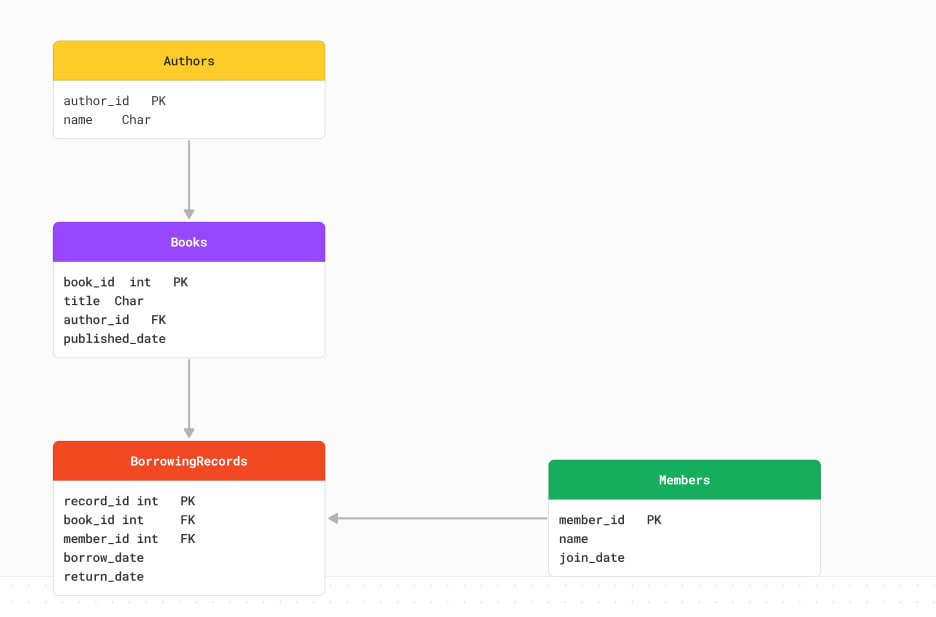 Authors
author_id PK
name Char
Books
book_id int PK
title Char
author_id FK
published_date
BorrowingRecords
record_id int PK
book_id int FK
member_id int FK
borrow_date
return_date
Members
member_id PK
name
join_date